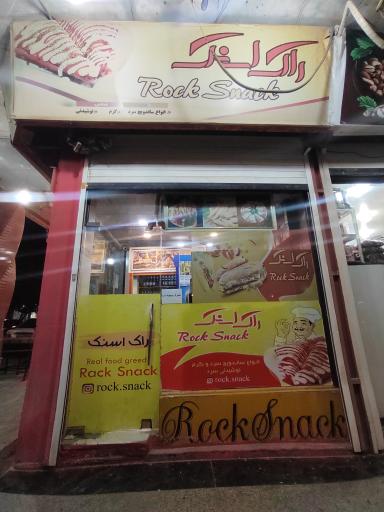 راک اسنک
Rock Snack
انواع ساندویچ سرد و گرم نوشیدنی
راک اسنک
Rock Snack
راک اسنک
Real food greed
Rack Snack
rock.snack
راک اسنک
Rock Snack
انواع ساندویچ سرد و گرم
نوشیدنی سرد
rock.snack
RockSnack